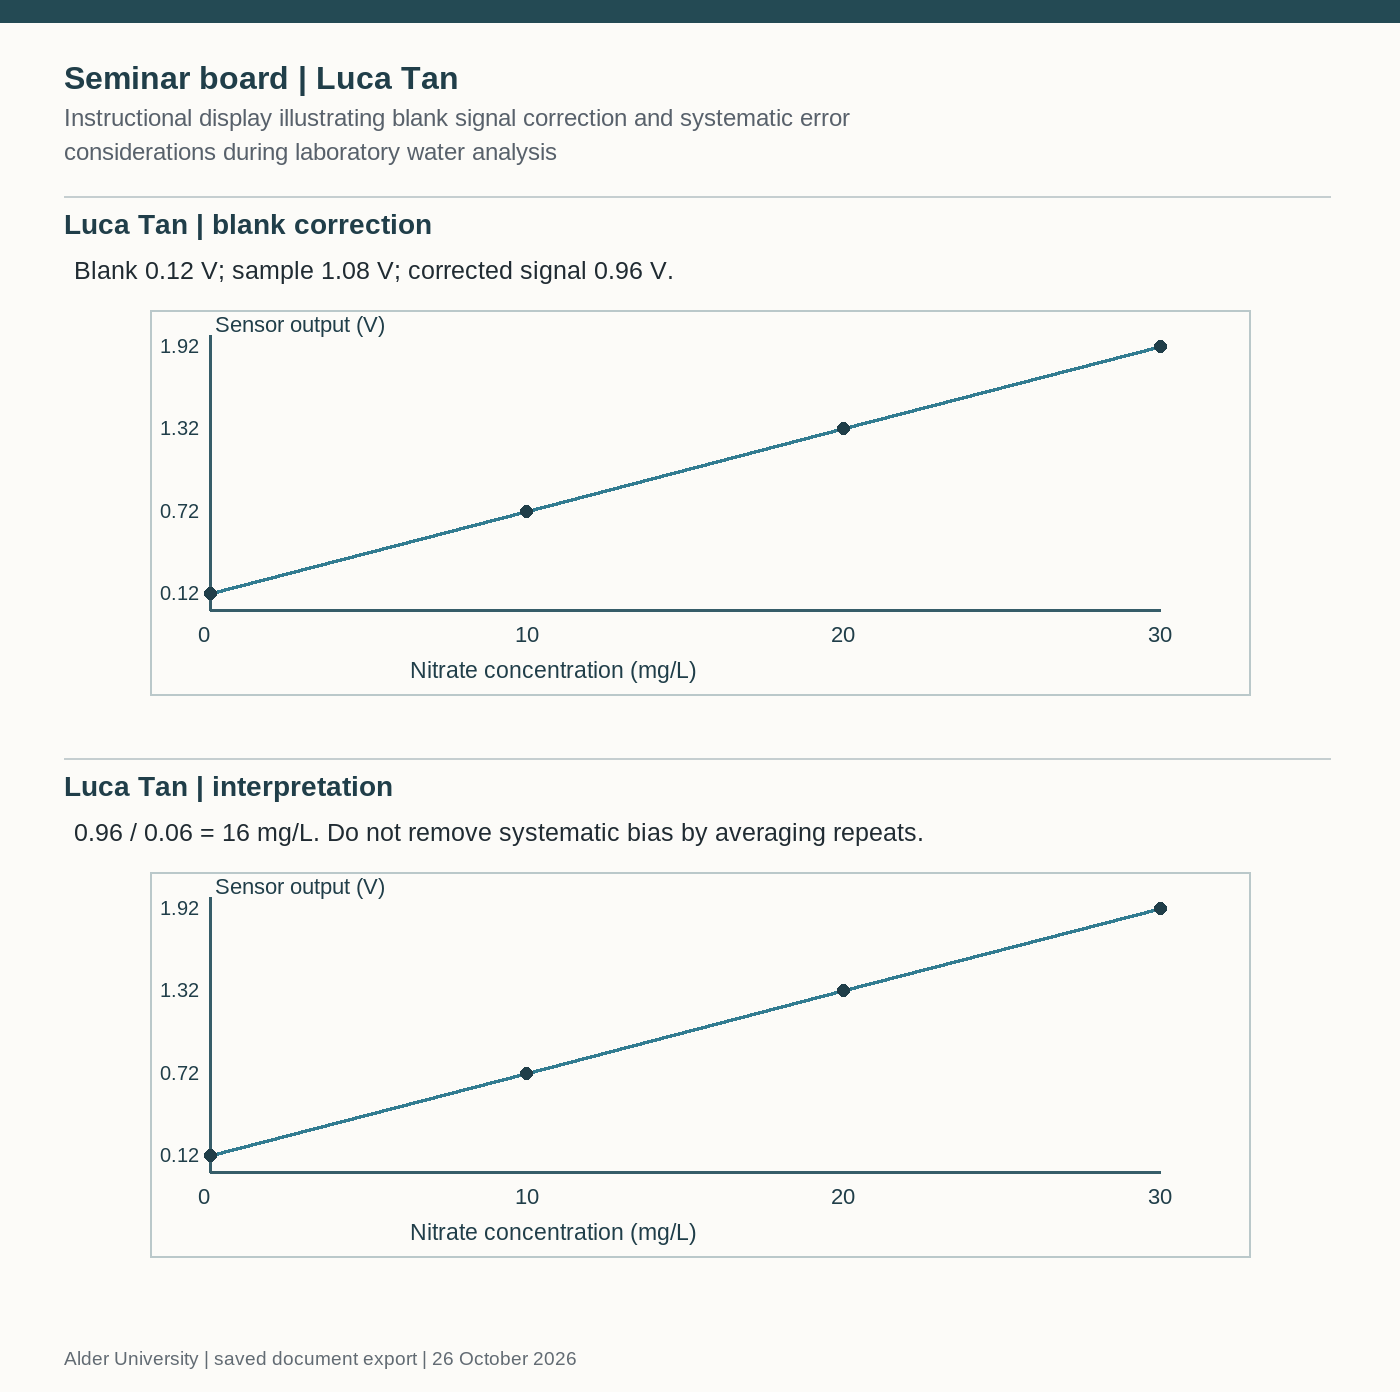 Seminar board | Luca Tan
Instructional display illustrating blank signal correction and systematic error
considerations during laboratory water analysis
Luca Tan | blank correction
Blank 0.12 V; sample 1.08 V; corrected signal 0.96 V.
Sensor output (V)
1.92
1.32
0.72
0.12
0 10 20 30
Nitrate concentration (mg/L)
Luca Tan | interpretation
0.96 / 0.06 = 16 mg/L. Do not remove systematic bias by averaging repeats.
Sensor output (V)
1.92
1.32
0.72
0.12
0 10 20 30
Nitrate concentration (mg/L)
Alder University | saved document export | 26 October 2026